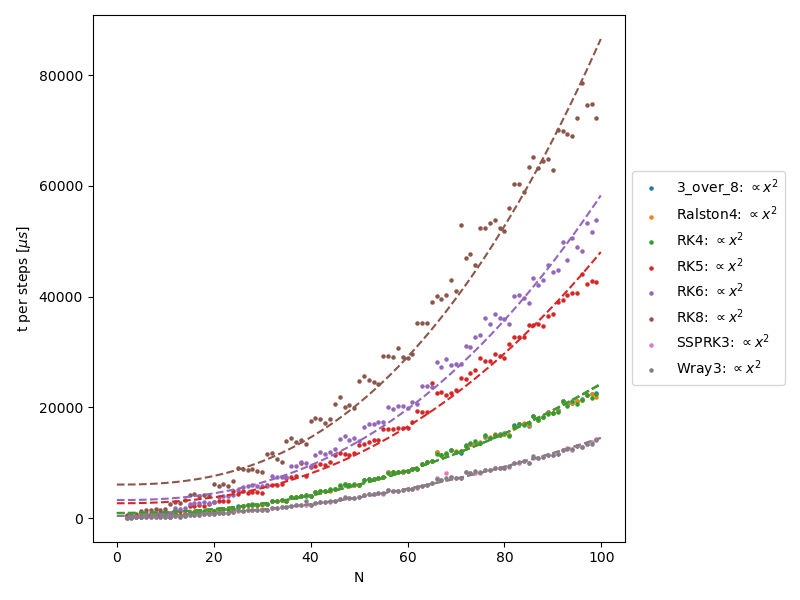 80000
60000
40000
20000
0
t per steps [μs]
0 20 40 60 80 100
N
3_over_8: ∝x²
Ralston4: ∝x²
RK4: ∝x²
RK5: ∝x²
RK6: ∝x²
RK8: ∝x²
SSPRK3: ∝x²
Wray3: ∝x²